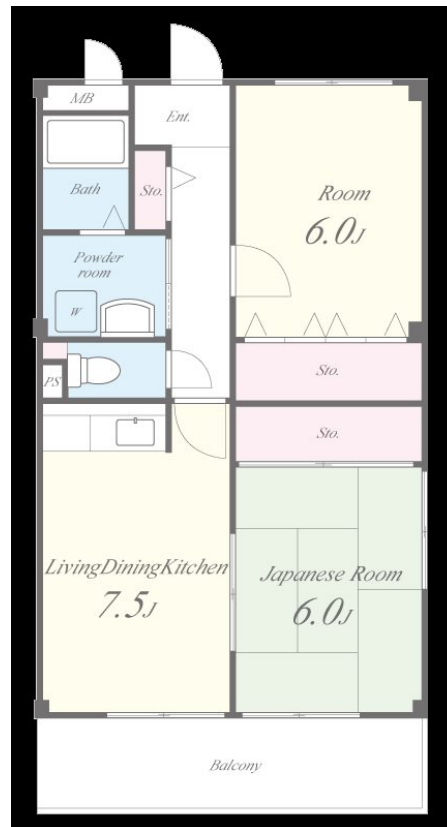 MB
Ent.
Bath
Sto.
Room
6.0J
Powder
room
W
PS
Sto.
Sto.
LivingDiningKitchen
7.5J
Japanese Room
6.0J
Balcony